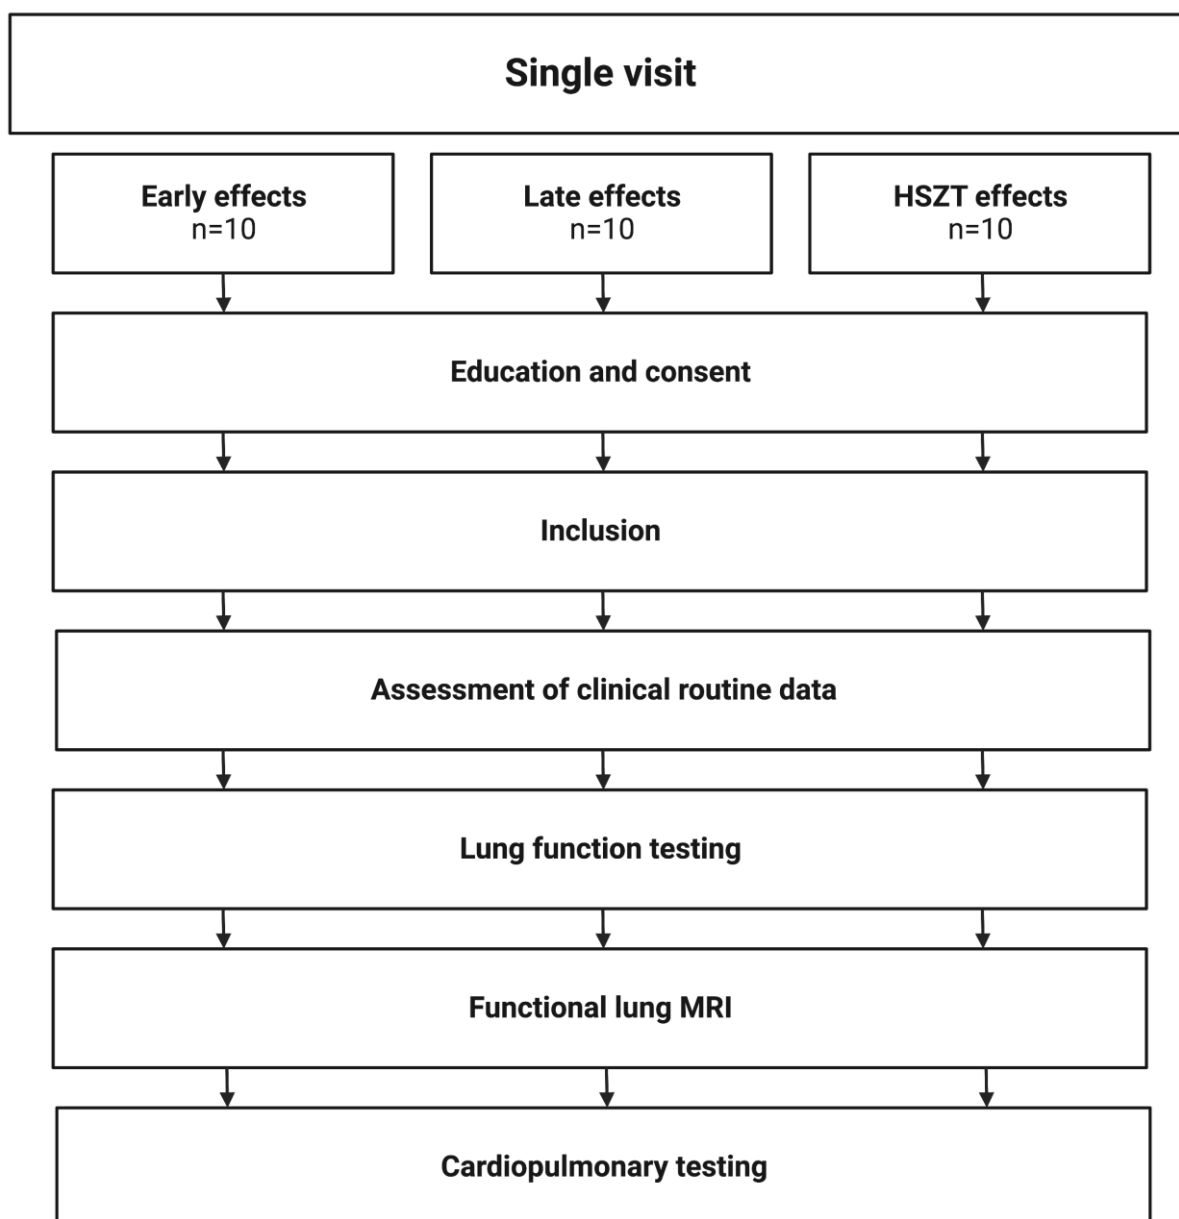 Single visit
Early effects
n=10
Late effects
n=10
HSZT effects
n=10
Education and consent
Inclusion
Assessment of clinical routine data
Lung function testing
Functional lung MRI
Cardiopulmonary testing